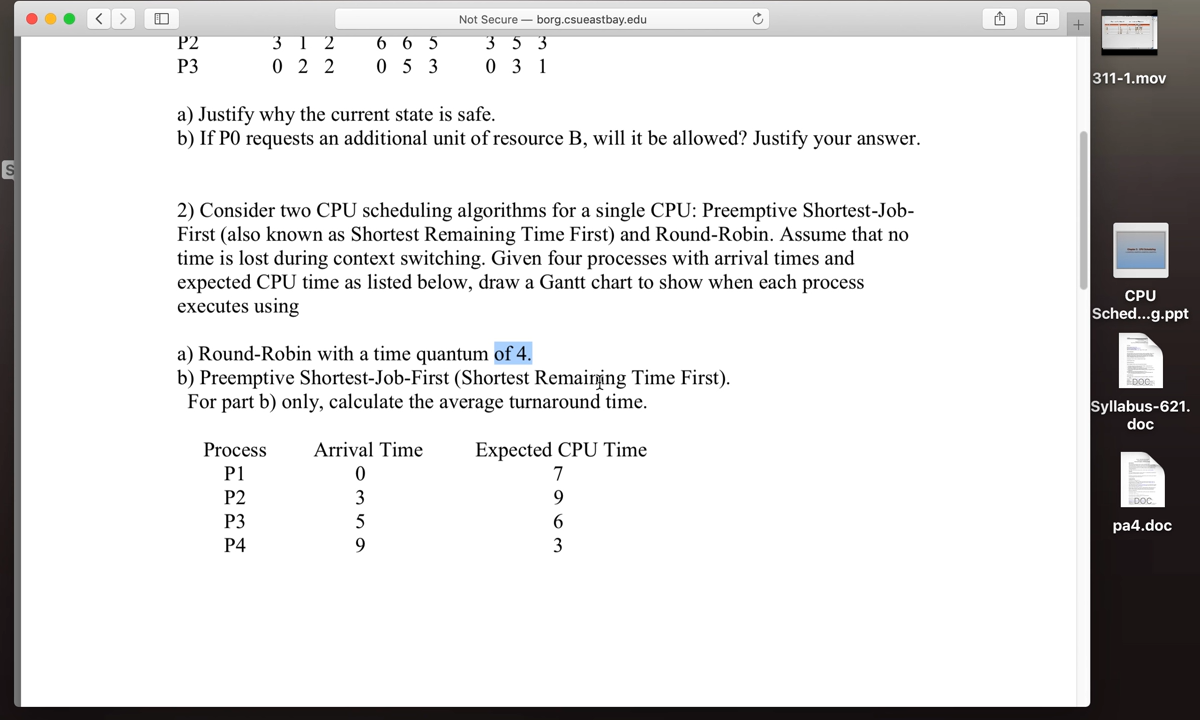 Not Secure — borg.csueastbay.edu
P2 3 1 2 6 6 5 3 5 3
P3 0 2 2 0 5 3 0 3 1
a) Justify why the current state is safe.
b) If P0 requests an additional unit of resource B, will it be allowed? Justify your answer.
2) Consider two CPU scheduling algorithms for a single CPU: Preemptive Shortest-Job-
First (also known as Shortest Remaining Time First) and Round-Robin. Assume that no
time is lost during context switching. Given four processes with arrival times and
expected CPU time as listed below, draw a Gantt chart to show when each process
executes using
a) Round-Robin with a time quantum of 4.
b) Preemptive Shortest-Job-First (Shortest Remaining Time First).
For part b) only, calculate the average turnaround time.
Process Arrival Time Expected CPU Time
P1 0 7
P2 3 9
P3 5 6
P4 9 3
311-1.mov
CPU
Sched...g.ppt
DOC
Syllabus-621.
doc
DOC
pa4.doc
S